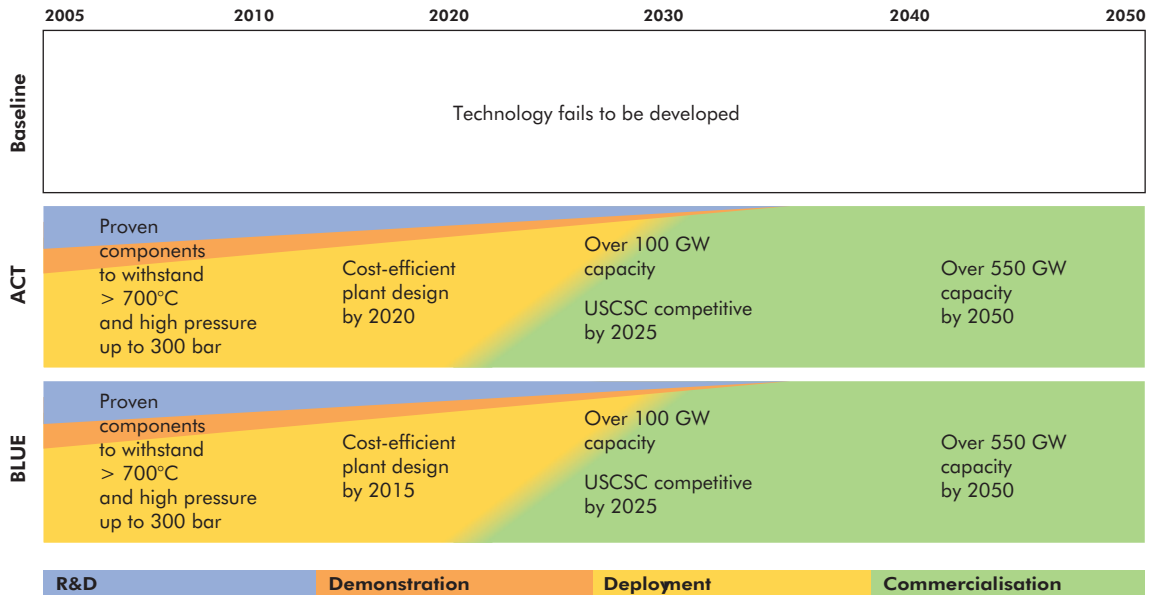 2005 2010 2020 2030 2040 2050
Baseline
Technology fails to be developed
ACT
Proven
components
to withstand
> 700°C
and high pressure
up to 300 bar
Cost-efficient
plant design
by 2020
Over 100 GW
capacity
USCSC competitive
by 2025
Over 550 GW
capacity
by 2050
BLUE
Proven
components
to withstand
> 700°C
and high pressure
up to 300 bar
Cost-efficient
plant design
by 2015
Over 100 GW
capacity
USCSC competitive
by 2025
Over 550 GW
capacity
by 2050
R&D Demonstration Deployment Commercialisation